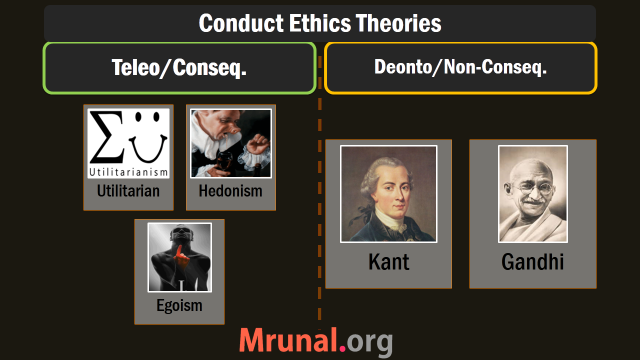 Conduct Ethics Theories
Teleo/Conseq.
Deonto/Non-Conseq.
Utilitarianism
Utilitarian
Hedonism
Egoism
Kant
Gandhi
Mrunal.org